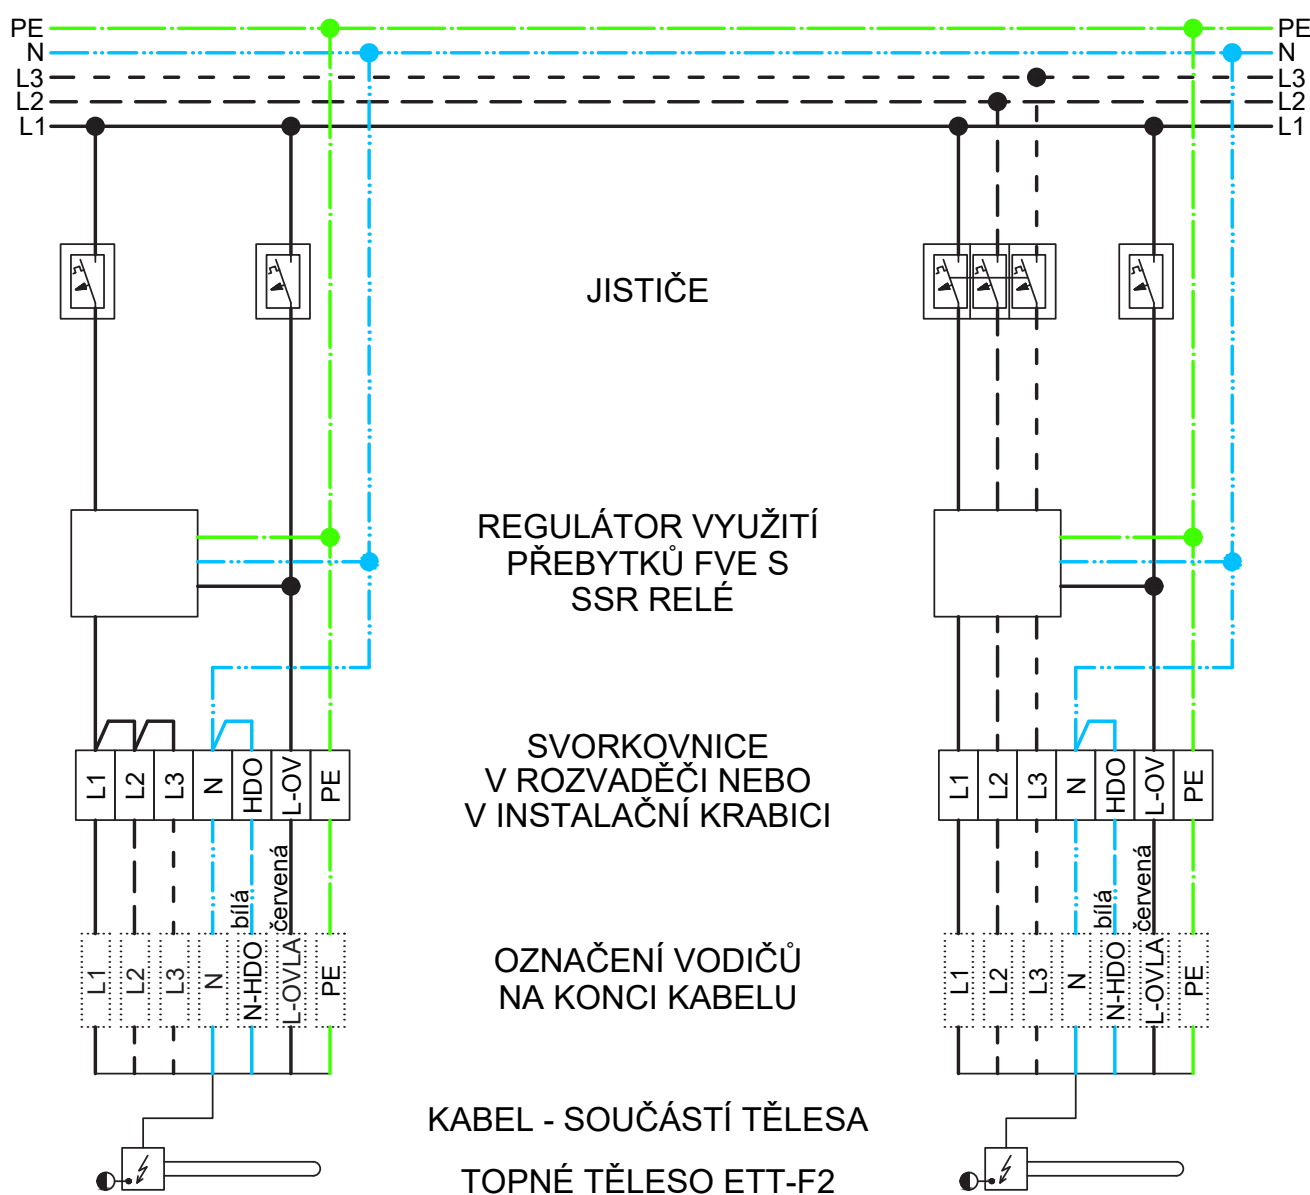 PE
N
L3
L2
L1
PE
N
L3
L2
L1
JISTIČE
REGULÁTOR VYUŽITÍ
PŘEBYTKŮ FVE S
SSR RELÉ
SVORKOVNICE
V ROZVADĚČI NEBO
V INSTALAČNÍ KRABICI
L1 L2 L3 N HDO L-OV PE
L1 L2 L3 N HDO L-OV PE
bílá
červená
bílá
červená
OZNAČENÍ VODIČŮ
NA KONCI KABELU
L1 L2 L3 N N-HDO L-OVLA PE
L1 L2 L3 N N-HDO L-OVLA PE
KABEL - SOUČÁSTÍ TĚLESA
TOPNÉ TĚLESO ETT-F2